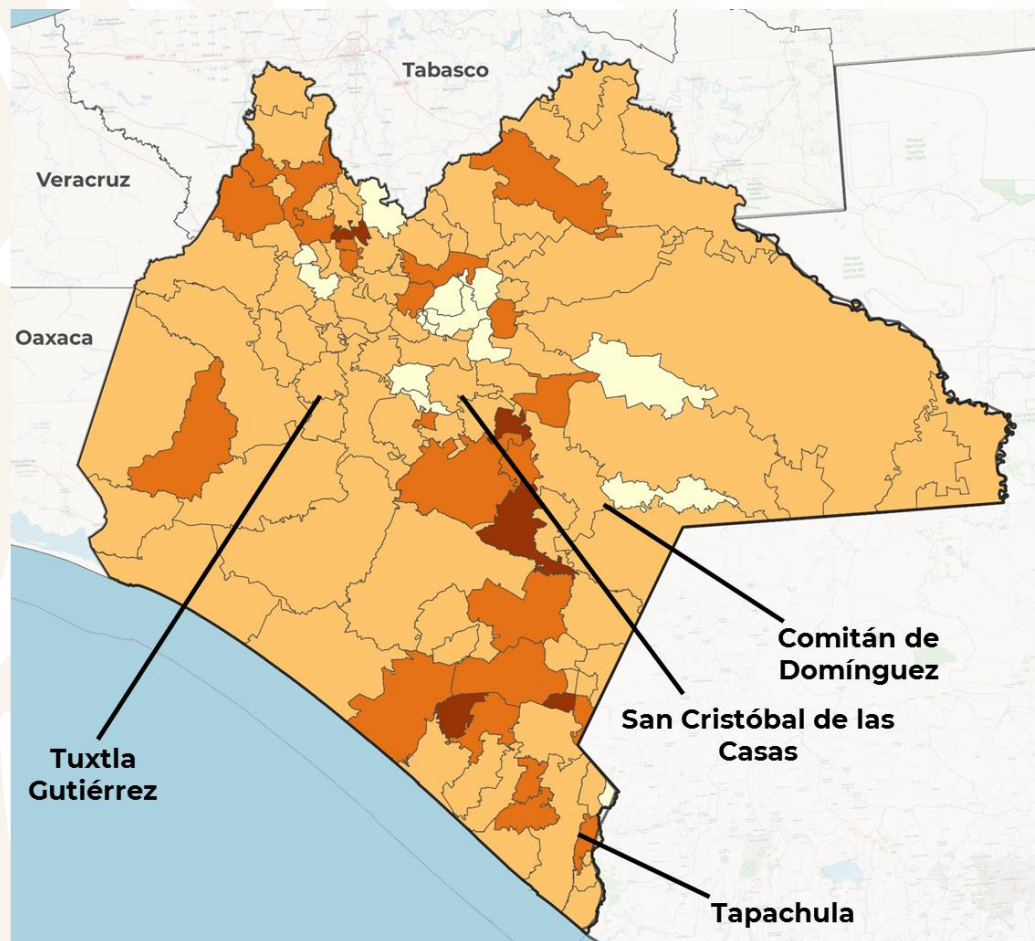 Tabasco
Veracruz
Oaxaca
Comitán de
Domínguez
San Cristóbal de las
Casas
Tuxtla
Gutiérrez
Tapachula